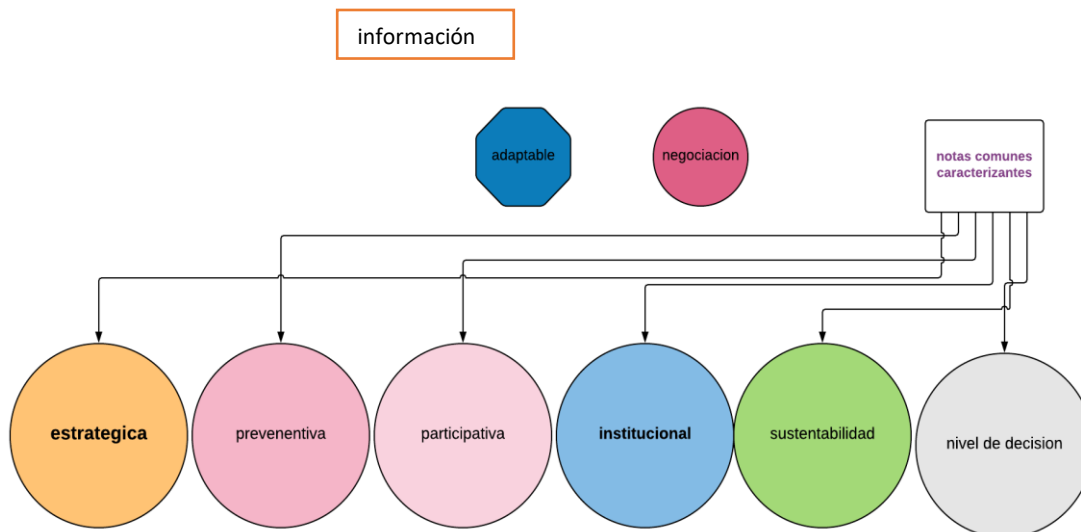 información
adaptable
negociacion
notas comunes
caracterizantes
estrategica
prevenentiva
participativa
institucional
sustentabilidad
nivel de decision